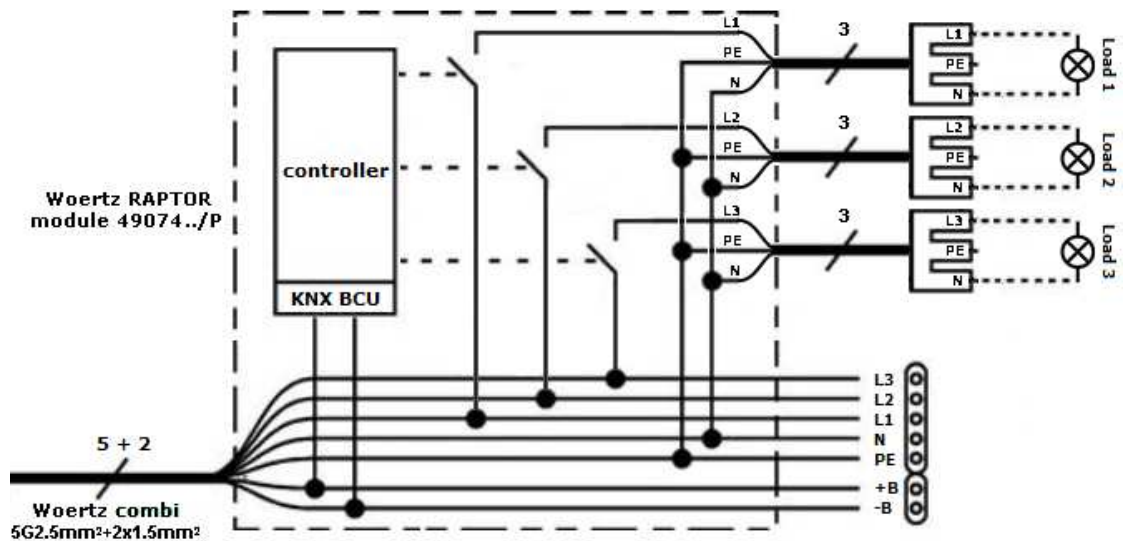 L1
PE
N
3
L1
PE
N
Load 1
controller
L2
PE
N
3
L2
PE
N
Load 2
Woertz RAPTOR
module 49074../P
L3
PE
N
3
L3
PE
N
Load 3
KNX BCU
L3
L2
L1
N
PE
+B
-B
5 + 2
Woertz combi
5G2.5mm²+2x1.5mm²